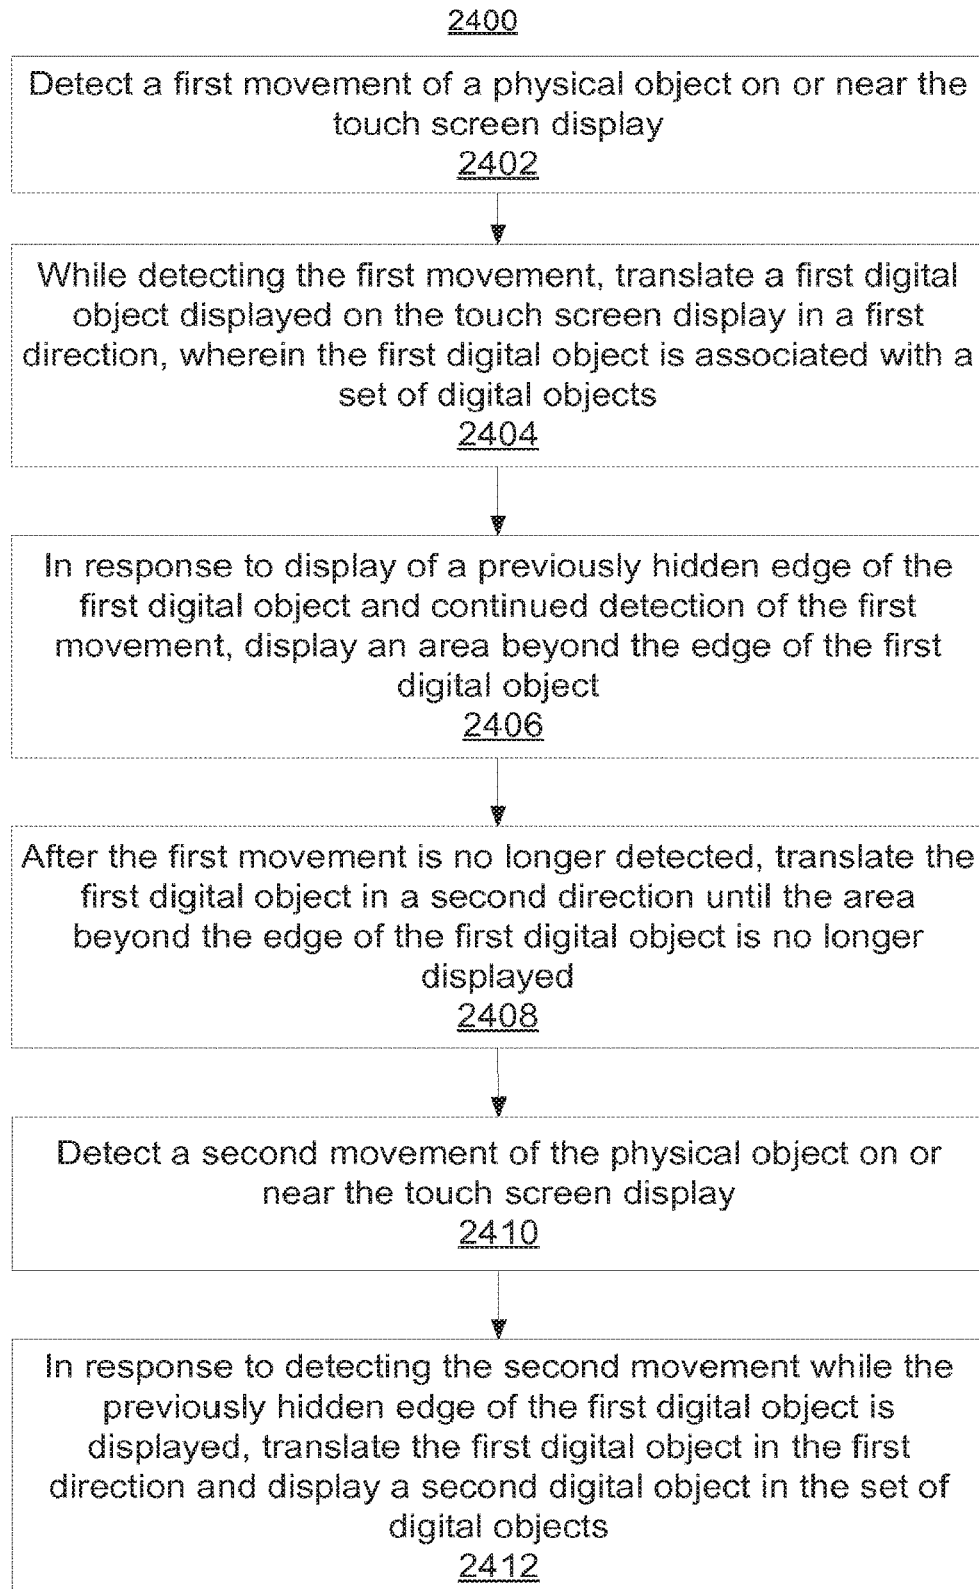 2400
Detect a first movement of a physical object on or near the
touch screen display
2402
While detecting the first movement, translate a first digital
object displayed on the touch screen display in a first
direction, wherein the first digital object is associated with a
set of digital objects
2404
In response to display of a previously hidden edge of the
first digital object and continued detection of the first
movement, display an area beyond the edge of the first
digital object
2406
After the first movement is no longer detected, translate the
first digital object in a second direction until the area
beyond the edge of the first digital object is no longer
displayed
2408
Detect a second movement of the physical object on or
near the touch screen display
2410
In response to detecting the second movement while the
previously hidden edge of the first digital object is
displayed, translate the first digital object in the first
direction and display a second digital object in the set of
digital objects
2412